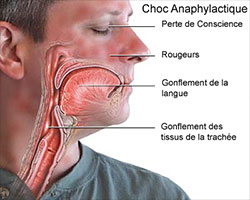 Choc Anaphylactique
Perte de Conscience
Rougeurs
Gonflement de
la langue
Gonflement des
tissus de la trachée